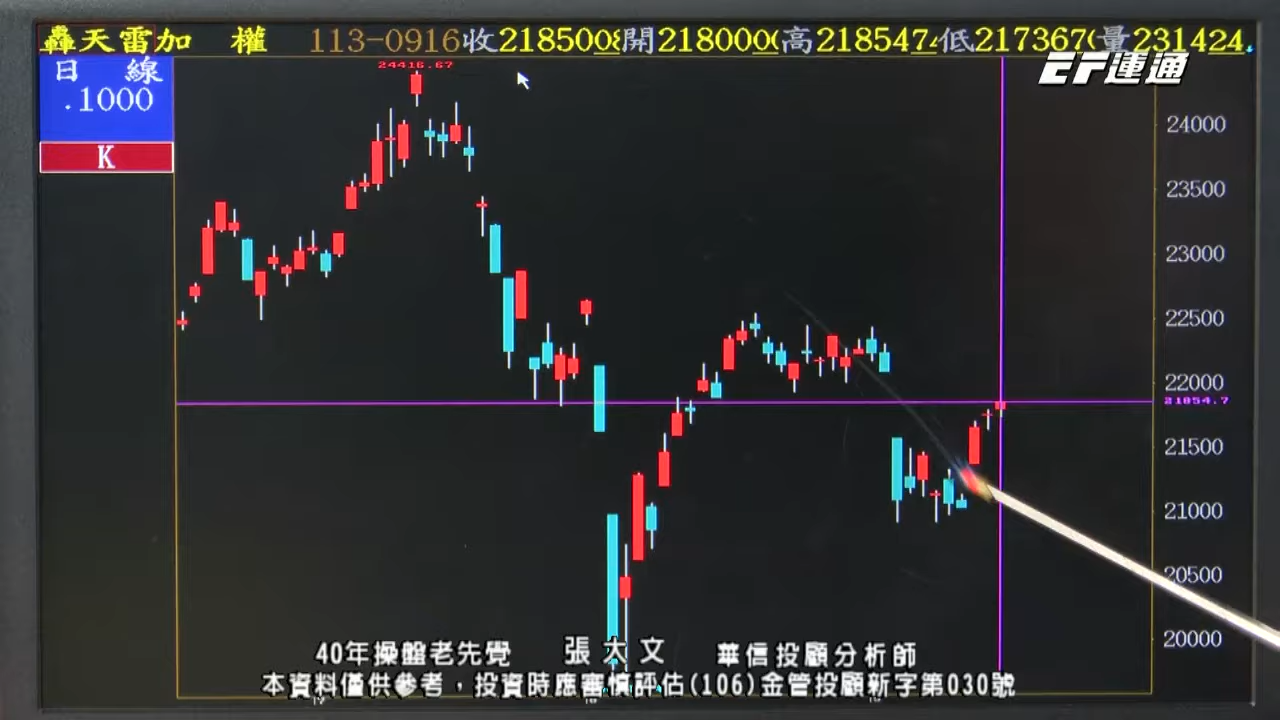 轟天雷加 權 113-0916收218500開218000高218547低217367量231424
EF運通
日 線
.1000
K
24416.67
24000
23500
23000
22500
22000
21854.7
21500
21000
20500
20000
40年操盤老先覺 張大文 華信投顧分析師
本資料僅供參考，投資時應審慎評估(106)金管投顧新字第030號